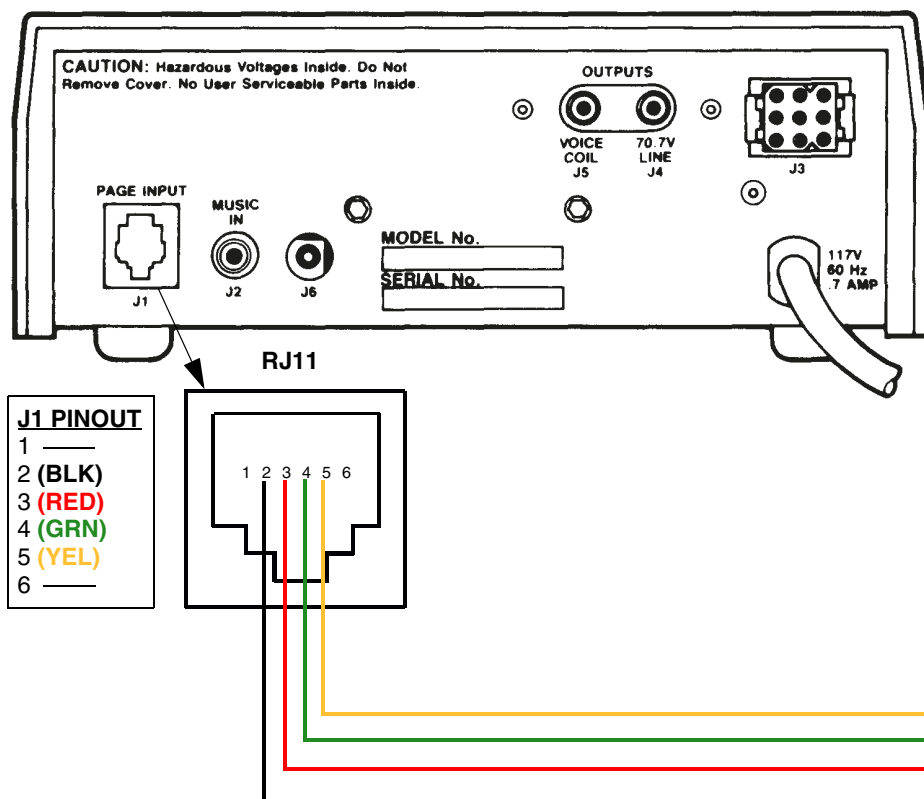 CAUTION: Hazardous Voltages Inside. Do Not
Remove Cover. No User Serviceable Parts Inside.
OUTPUTS
VOICE
COIL
J5
70.7V
LINE
J4
J3
PAGE INPUT
J1
MUSIC
IN
J2
J6
MODEL No.
SERIAL No.
117V
60 Hz
.7 AMP
RJ11
J1 PINOUT
1
2 (BLK)
3 (RED)
4 (GRN)
5 (YEL)
6
1 2 3 4 5 6